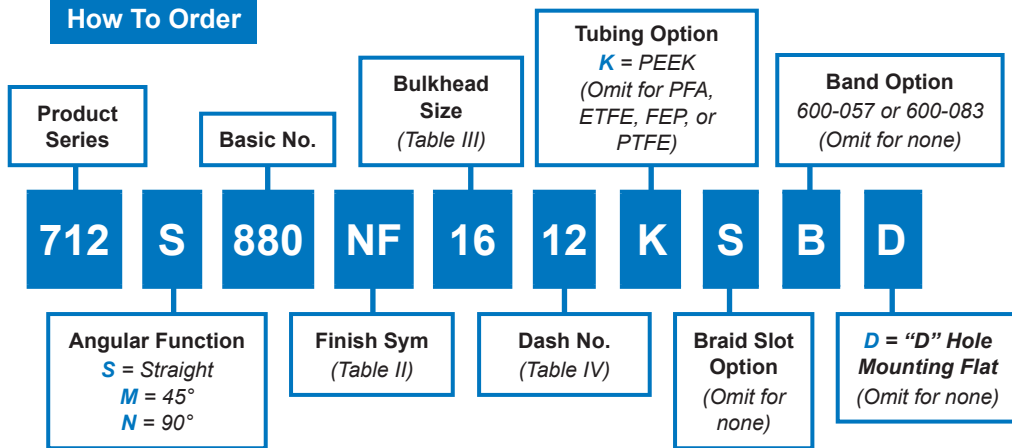 How To Order
Product
Series
Basic No.
Bulkhead
Size
(Table III)
Tubing Option
K = PEEK
(Omit for PFA,
ETFE, FEP, or
PTFE)
Band Option
600-057 or 600-083
(Omit for none)
712 S 880 NF 16 12 K S B D
Angular Function
S = Straight
M = 45°
N = 90°
Finish Sym
(Table II)
Dash No.
(Table IV)
Braid Slot
Option
(Omit for
none)
D = “D” Hole
Mounting Flat
(Omit for none)